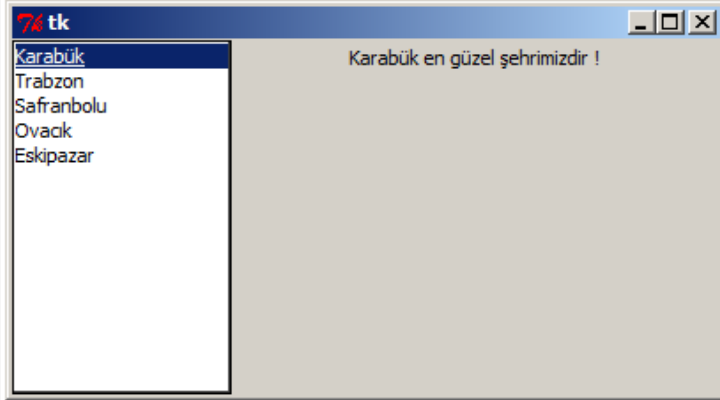 tk
Karabük
Trabzon
Safranbolu
Ovacık
Eskipazar
Karabük en güzel şehrimizdir !